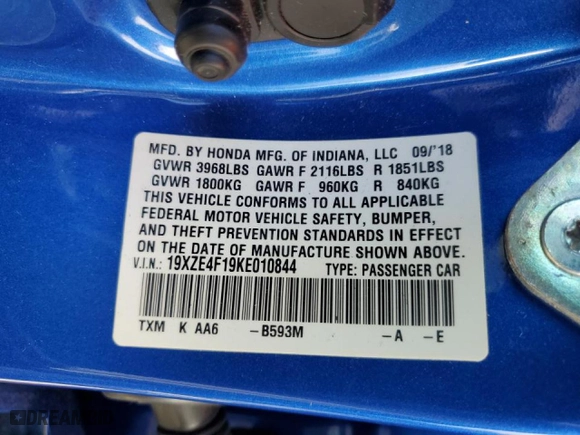 MFD. BY HONDA MFG. OF INDIANA, LLC 09/'18
GVWR 3968LBS GAWR F 2116LBS R 1851LBS
GVWR 1800KG GAWR F 960KG R 840KG
THIS VEHICLE CONFORMS TO ALL APPLICABLE
FEDERAL MOTOR VEHICLE SAFETY, BUMPER,
AND THEFT PREVENTION STANDARDS IN EFFECT
ON THE DATE OF MANUFACTURE SHOWN ABOVE.
V.I.N.: 19XZE4F19KE010844 TYPE: PASSENGER CAR
TXM K AA6 -B593M -A -E